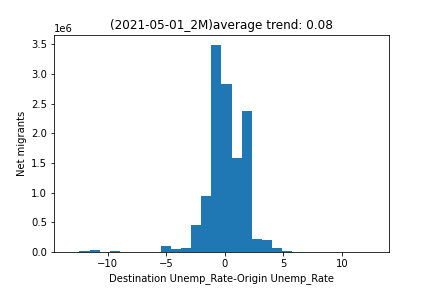 (2021-05-01_2M)average trend: 0.08
1e6
3.5
3.0
2.5
2.0
1.5
1.0
0.5
0.0
Net migrants
−10 −5 0 5 10
Destination Unemp_Rate-Origin Unemp_Rate